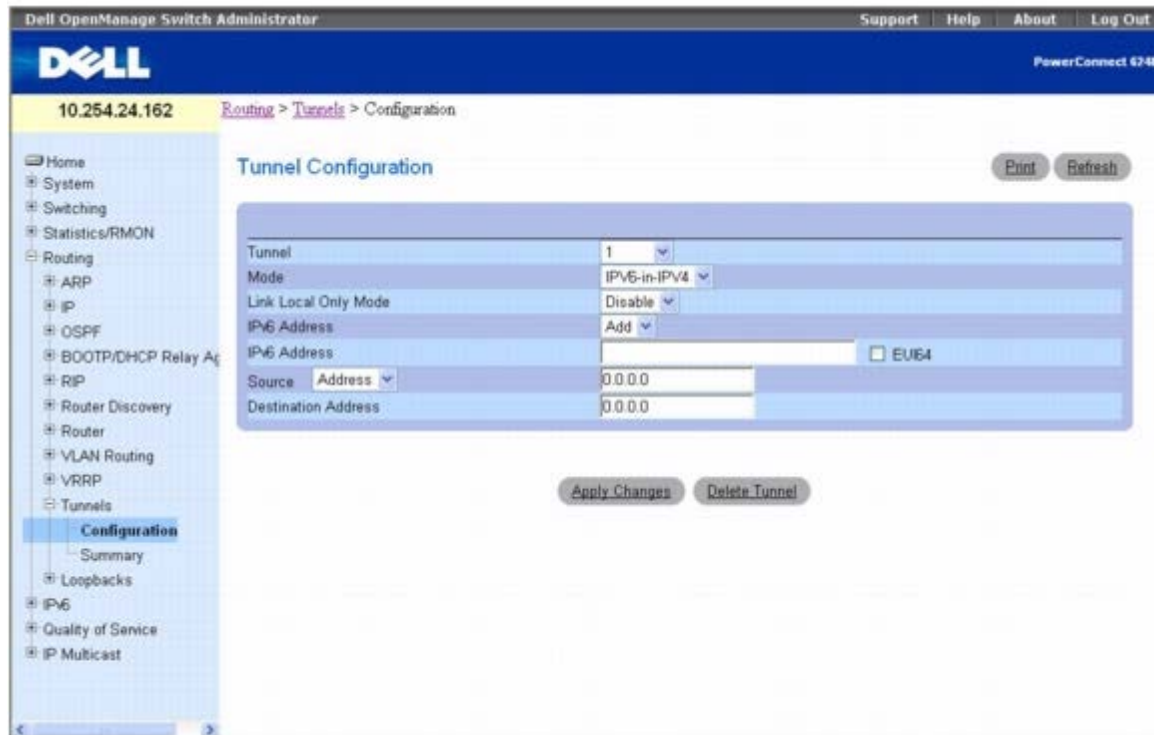 Dell OpenManage Switch Administrator Support Help About Log Out
DELL
PowerConnect
10.254.24.162
Routing > Tunnels > Configuration
Home
System
Switching
Statistics/RMON
Routing
ARP
IP
OSPF
BOOTP/DHCP Relay Ag
RIP
Router Discovery
Router
VLAN Routing
VRRP
Tunnels
Configuration
Summary
Loopbacks
IPv6
Quality of Service
IP Multicast
Tunnel Configuration
Print Refresh
Tunnel 1
Mode IPV6-in-IPV4
Link Local Only Mode Disable
IPv6 Address Add
IPv6 Address EUI64
Source Address 0.0.0.0
Destination Address 0.0.0.0
Apply Changes Delete Tunnel